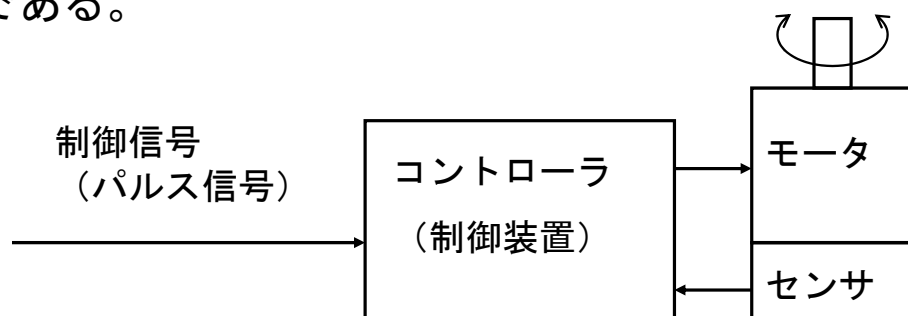 である。
制御信号
（パルス信号）
コントローラ
（制御装置）
モータ
センサ